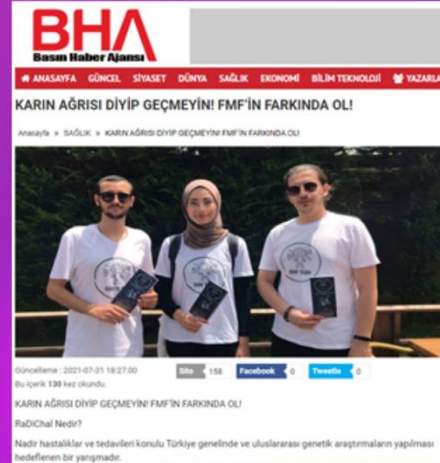 BHA
Basın Haber Ajansı
ANASAYFA GÜNCEL SİYASET DÜNYA SAĞLIK EKONOMİ BİLİM TEKNOLOJİ YAZARLA
KARIN AĞRISI DİYİP GEÇMEYİN! FMF'İN FARKINDA OL!
Anasayfa » SAĞLIK » KARIN AĞRISI DİYİP GEÇMEYİN! FMF'İN FARKINDA OL!
Güncelleme : 2021-07-31 18:27:00
Site 158 Facebook 0 Tweetle 0
Bu içerik 130 kez okundu.
KARIN AĞRISI DİYİP GEÇMEYİN! FMF'İN FARKINDA OL!
RaDiChal Nedir?
Nadir hastalıklar ve tedavileri konulu Türkiye genelinde ve uluslararası genetik araştırmaların yapılması
hedeflenen bir yarışmadır.